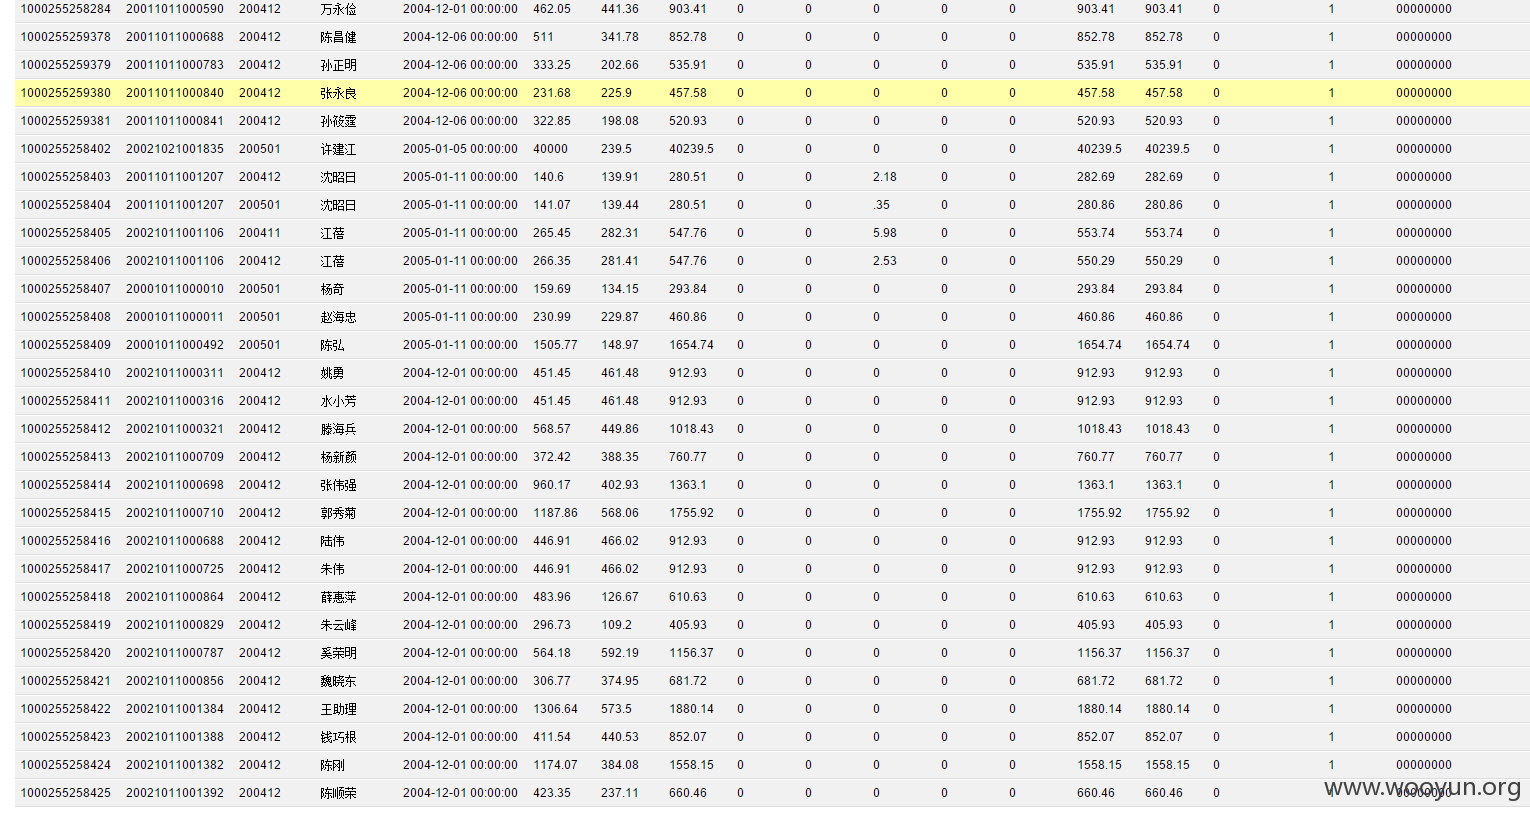 1000255258284 20011011000590 200412 万永俭 2004-12-01 00:00:00 462.05 441.36 903.41 0 0 0 0 0 903.41 903.41 0 1 00000000
1000255259378 20011011000688 200412 陈昌健 2004-12-06 00:00:00 511 341.78 852.78 0 0 0 0 0 852.78 852.78 0 1 00000000
1000255259379 20011011000783 200412 孙正明 2004-12-06 00:00:00 333.25 202.66 535.91 0 0 0 0 0 535.91 535.91 0 1 00000000
1000255259380 20011011000840 200412 张永良 2004-12-06 00:00:00 231.68 225.9 457.58 0 0 0 0 0 457.58 457.58 0 1 00000000
1000255259381 20011011000841 200412 孙筱霆 2004-12-06 00:00:00 322.85 198.08 520.93 0 0 0 0 0 520.93 520.93 0 1 00000000
1000255258402 20021021001835 200501 许建江 2005-01-05 00:00:00 40000 239.5 40239.5 0 0 0 0 0 40239.5 40239.5 0 1 00000000
1000255258403 20011011001207 200412 沈昭日 2005-01-11 00:00:00 140.6 139.91 280.51 0 0 2.18 0 0 282.69 282.69 0 1 00000000
1000255258404 20011011001207 200501 沈昭日 2005-01-11 00:00:00 141.07 139.44 280.51 0 0 .35 0 0 280.86 280.86 0 1 00000000
1000255258405 20021011001106 200411 江蓓 2005-01-11 00:00:00 265.45 282.31 547.76 0 0 5.98 0 0 553.74 553.74 0 1 00000000
1000255258406 20021011001106 200412 江蓓 2005-01-11 00:00:00 266.35 281.41 547.76 0 0 2.53 0 0 550.29 550.29 0 1 00000000
1000255258407 20001011000010 200501 杨奇 2005-01-11 00:00:00 159.69 134.15 293.84 0 0 0 0 0 293.84 293.84 0 1 00000000
1000255258408 20001011000011 200501 赵海忠 2005-01-11 00:00:00 230.99 229.87 460.86 0 0 0 0 0 460.86 460.86 0 1 00000000
1000255258409 20001011000492 200501 陈弘 2005-01-11 00:00:00 1505.77 148.97 1654.74 0 0 0 0 0 1654.74 1654.74 0 1 00000000
1000255258410 20021011000311 200412 姚勇 2004-12-01 00:00:00 451.45 461.48 912.93 0 0 0 0 0 912.93 912.93 0 1 00000000
1000255258411 20021011000316 200412 水小芳 2004-12-01 00:00:00 451.45 461.48 912.93 0 0 0 0 0 912.93 912.93 0 1 00000000
1000255258412 20021011000321 200412 滕海兵 2004-12-01 00:00:00 568.57 449.86 1018.43 0 0 0 0 0 1018.43 1018.43 0 1 00000000
1000255258413 20021011000709 200412 杨新颜 2004-12-01 00:00:00 372.42 388.35 760.77 0 0 0 0 0 760.77 760.77 0 1 00000000
1000255258414 20021011000698 200412 张伟强 2004-12-01 00:00:00 960.17 402.93 1363.1 0 0 0 0 0 1363.1 1363.1 0 1 00000000
1000255258415 20021011000710 200412 郭秀菊 2004-12-01 00:00:00 1187.86 568.06 1755.92 0 0 0 0 0 1755.92 1755.92 0 1 00000000
1000255258416 20021011000688 200412 陆伟 2004-12-01 00:00:00 446.91 466.02 912.93 0 0 0 0 0 912.93 912.93 0 1 00000000
1000255258417 20021011000725 200412 朱伟 2004-12-01 00:00:00 446.91 466.02 912.93 0 0 0 0 0 912.93 912.93 0 1 00000000
1000255258418 20021011000864 200412 薛惠萍 2004-12-01 00:00:00 483.96 126.67 610.63 0 0 0 0 0 610.63 610.63 0 1 00000000
1000255258419 20021011000829 200412 朱云峰 2004-12-01 00:00:00 296.73 109.2 405.93 0 0 0 0 0 405.93 405.93 0 1 00000000
1000255258420 20021011000787 200412 奚荣明 2004-12-01 00:00:00 564.18 592.19 1156.37 0 0 0 0 0 1156.37 1156.37 0 1 00000000
1000255258421 20021011000856 200412 魏晓东 2004-12-01 00:00:00 306.77 374.95 681.72 0 0 0 0 0 681.72 681.72 0 1 00000000
1000255258422 20011011001384 200412 王助理 2004-12-01 00:00:00 1306.64 573.5 1880.14 0 0 0 0 0 1880.14 1880.14 0 1 00000000
1000255258423 20021011001388 200412 钱巧根 2004-12-01 00:00:00 411.54 440.53 852.07 0 0 0 0 0 852.07 852.07 0 1 00000000
1000255258424 20021011001382 200412 陈刚 2004-12-01 00:00:00 1174.07 384.08 1558.15 0 0 0 0 0 1558.15 1558.15 0 1 00000000
1000255258425 20021011001392 200412 陈顺荣 2004-12-01 00:00:00 423.35 237.11 660.46 0 0 0 0 0 660.46 660.46 0 1 00000000
www.wooyun.org